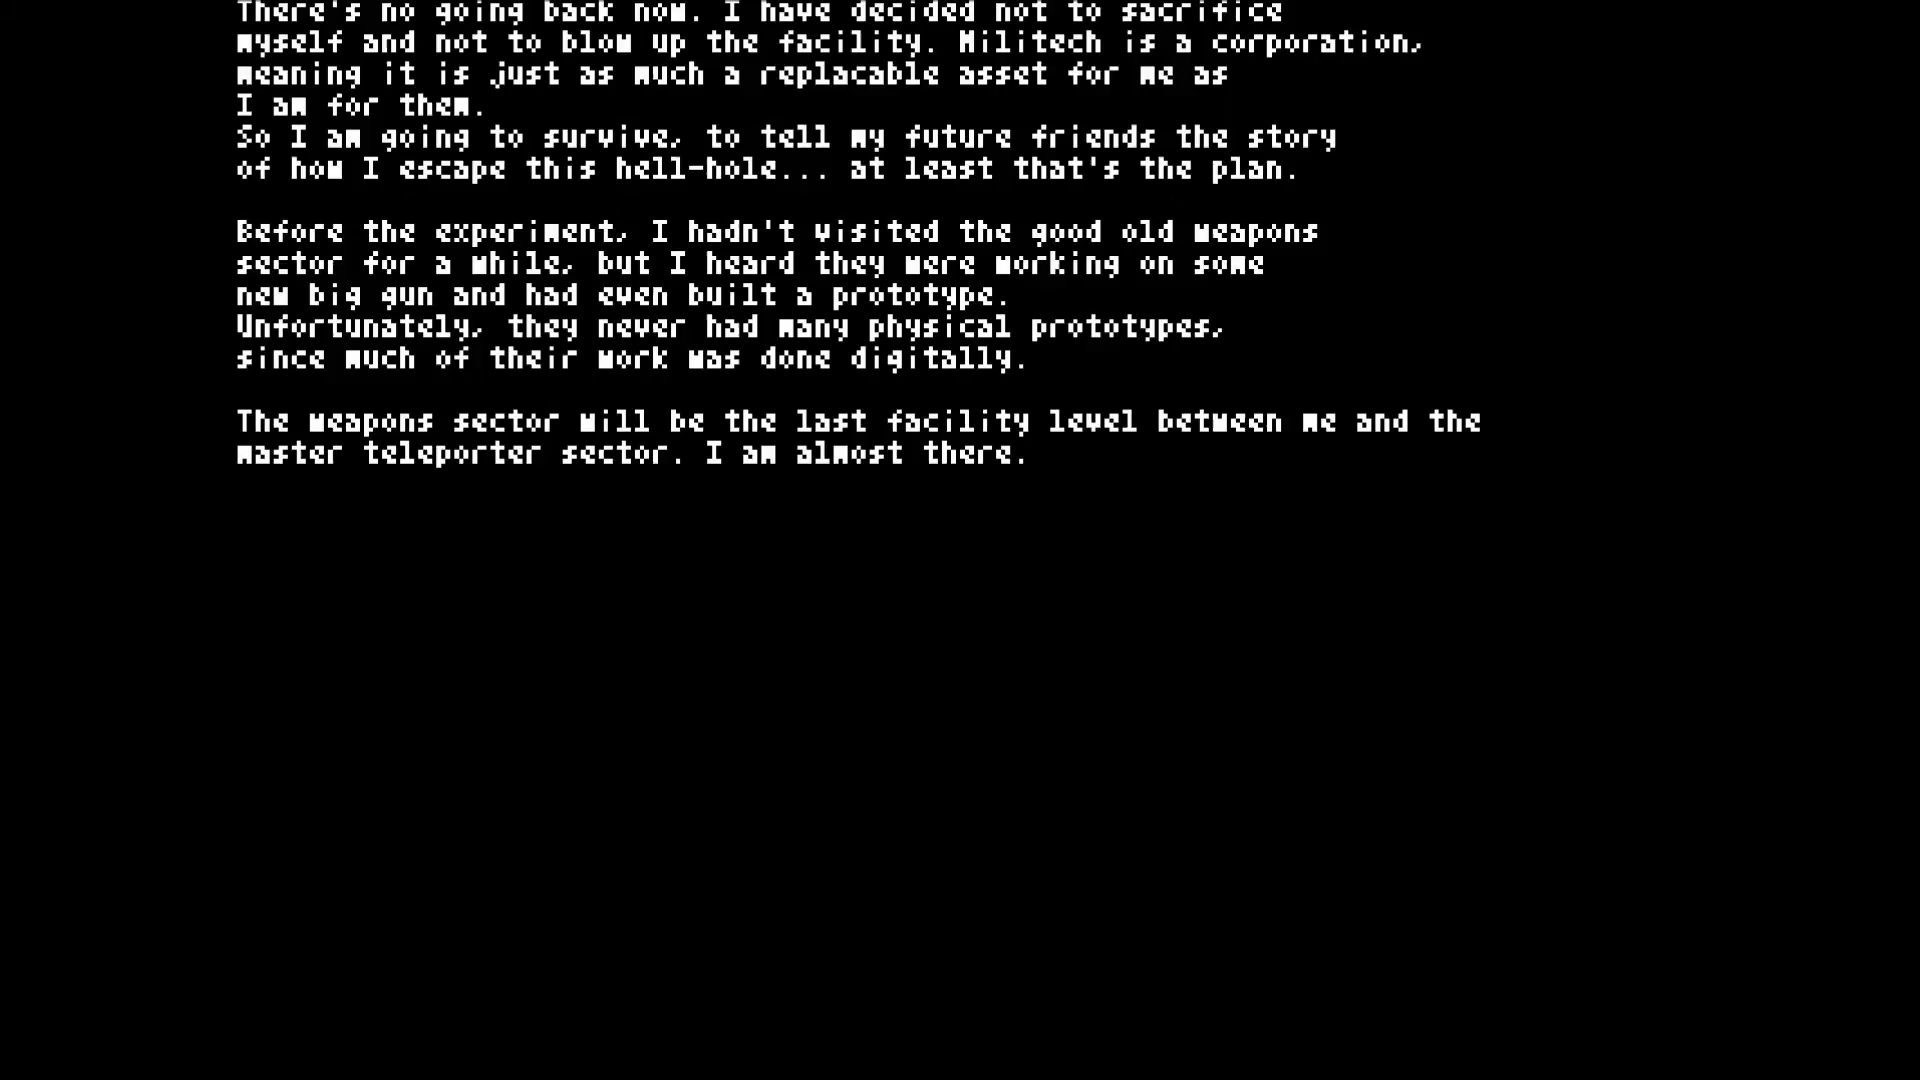 There's no going back now. I have decided not to sacrifice
myself and not to blow up the facility. Militech is a corporation,
meaning it is just as much a replacable asset for me as
I am for them.
So I am going to survive, to tell my future friends the story
of how I escape this hell-hole... at least that's the plan.

Before the experiment, I hadn't visited the good old weapons
sector for a while, but I heard they were working on some
new big gun and had even built a prototype.
Unfortunately, they never had many physical prototypes,
since much of their work was done digitally.

The weapons sector will be the last facility level between me and the
master teleporter sector. I am almost there.